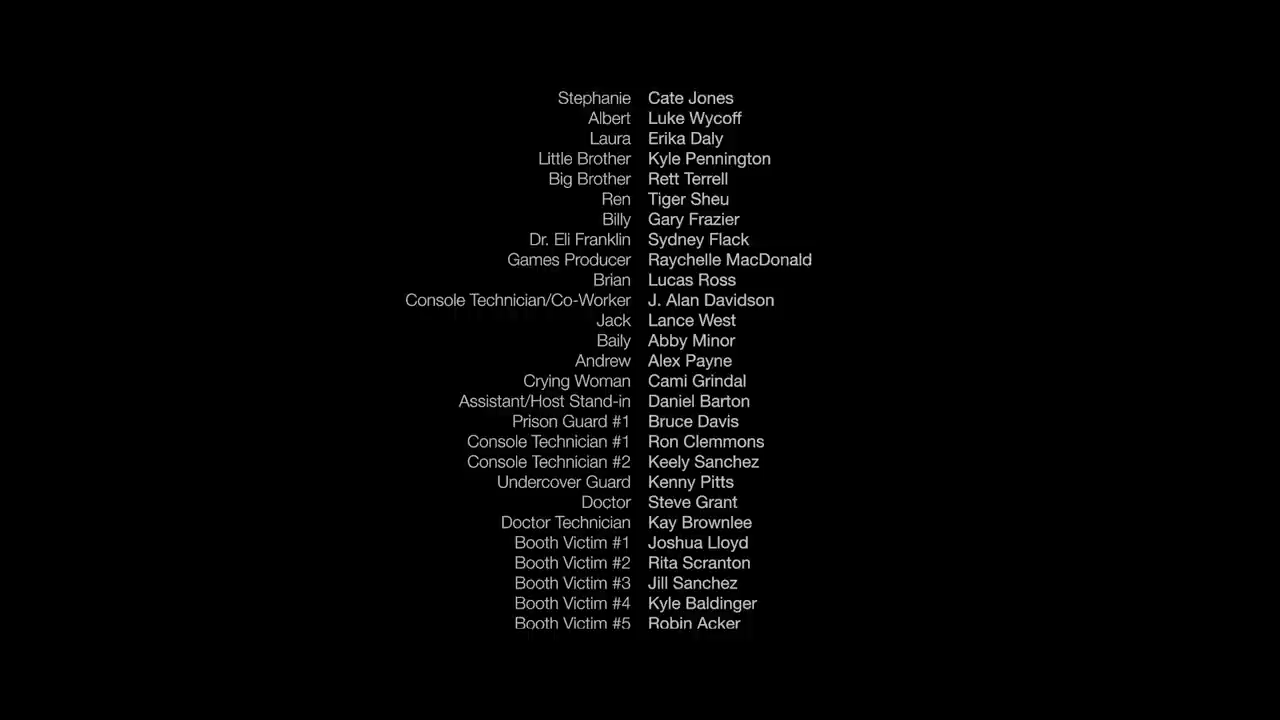 Stephanie Cate Jones
Albert Luke Wycoff
Laura Erika Daly
Little Brother Kyle Pennington
Big Brother Rett Terrell
Ren Tiger Sheu
Billy Gary Frazier
Dr. Eli Franklin Sydney Flack
Games Producer Raychelle MacDonald
Brian Lucas Ross
Console Technician/Co-Worker J. Alan Davidson
Jack Lance West
Baily Abby Minor
Andrew Alex Payne
Crying Woman Cami Grindal
Assistant/Host Stand-in Daniel Barton
Prison Guard #1 Bruce Davis
Console Technician #1 Ron Clemmons
Console Technician #2 Keely Sanchez
Undercover Guard Kenny Pitts
Doctor Steve Grant
Doctor Technician Kay Brownlee
Booth Victim #1 Joshua Lloyd
Booth Victim #2 Rita Scranton
Booth Victim #3 Jill Sanchez
Booth Victim #4 Kyle Baldinger
Booth Victim #5 Robin Acker